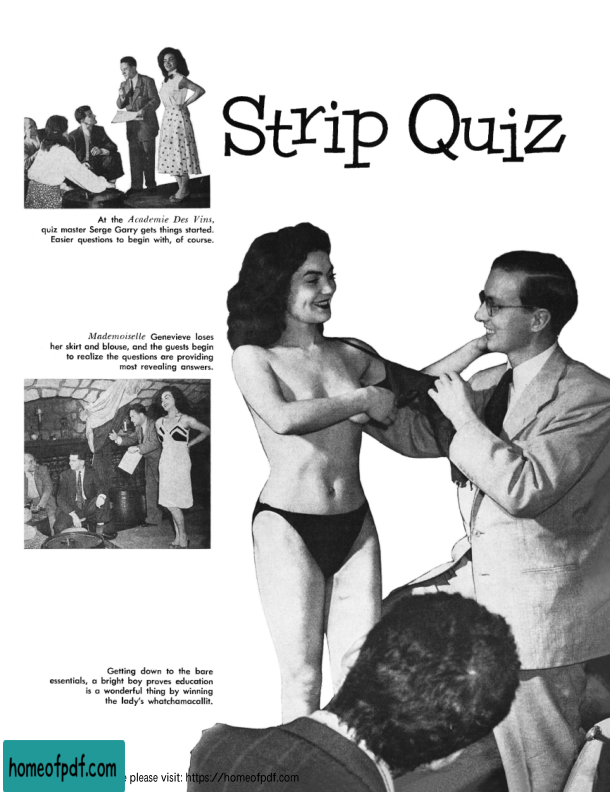 Strip Quiz
At the Academie Des Vins,
quiz master Serge Garry gets things started.
Easier questions to begin with, of course.
Mademoiselle Genevieve loses
her skirt and blouse, and the guests begin
to realize the questions are providing
most revealing answers.
Getting down to the bare
essentials, a bright boy proves education
is a wonderful thing by winning
the lady's whatchamacallit.
homeofpdf.com
please visit: https://homeofpdf.com